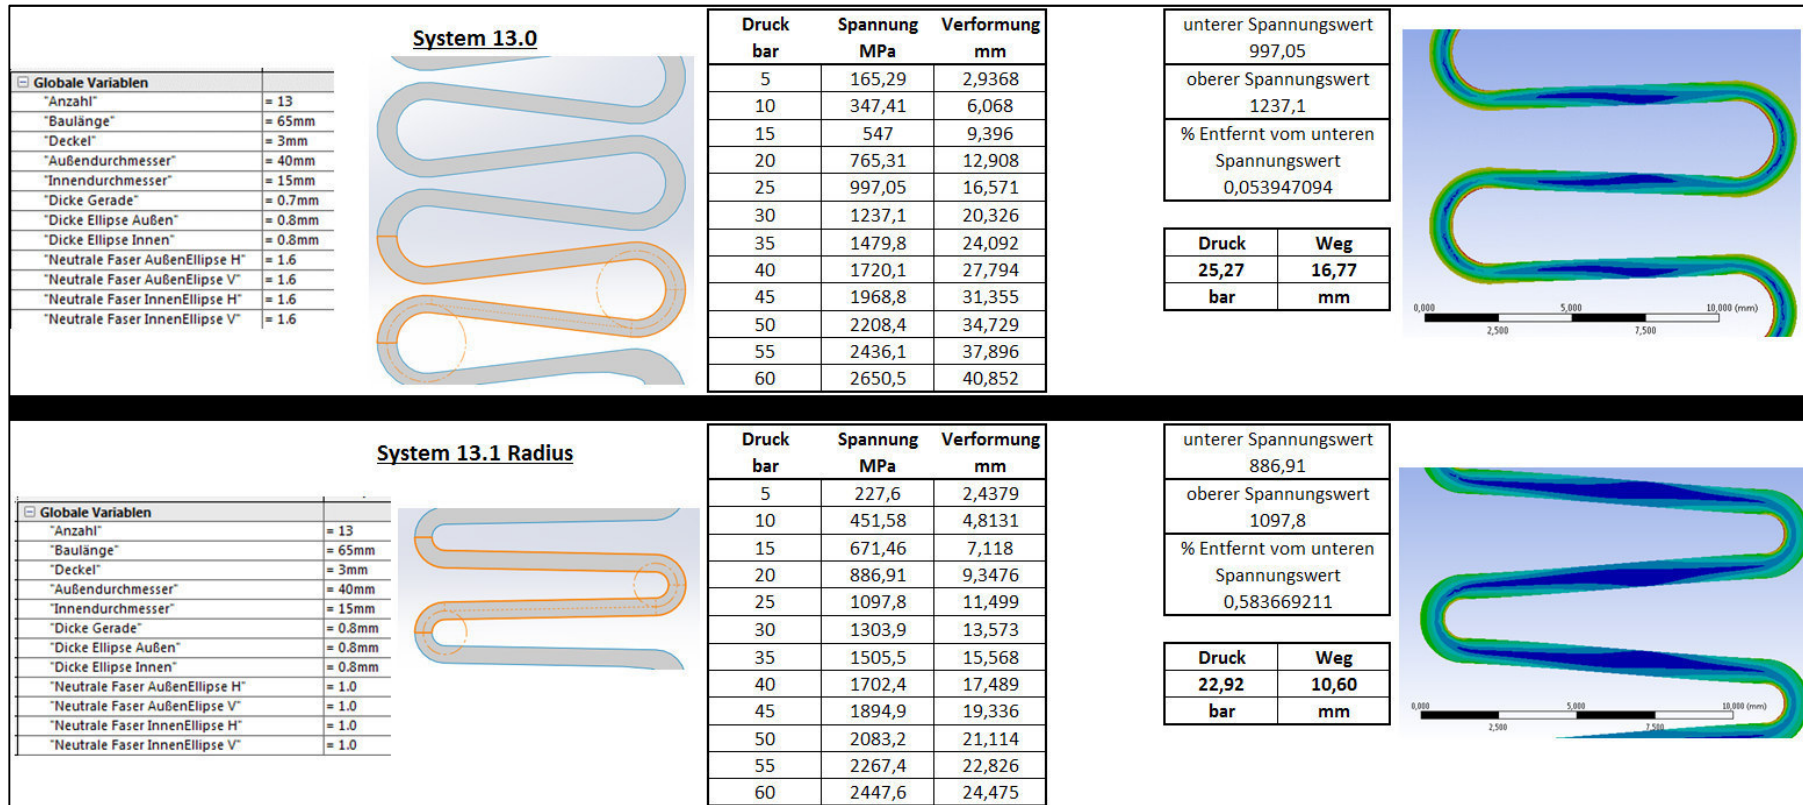 System 13.0
Globale Variablen
"Anzahl" = 13
"Baulänge" = 65mm
"Deckel" = 3mm
"Außendurchmesser" = 40mm
"Innendurchmesser" = 15mm
"Dicke Gerade" = 0.7mm
"Dicke Ellipse Außen" = 0.8mm
"Dicke Ellipse Innen" = 0.8mm
"Neutrale Faser AußenEllipse H" = 1.6
"Neutrale Faser AußenElipse V" = 1.6
"Neutrale Faser InnenEllipse H" = 1.6
"Neutrale Faser InnenEllipse V" = 1.6
Druck Spannung Verformung
bar MPa mm
5 165,29 2,9368
10 347,41 6,068
15 547 9,396
20 765,31 12,908
25 997,05 16,571
30 1237,1 20,326
35 1479,8 24,092
40 1720,1 27,794
45 1968,8 31,355
50 2208,4 34,729
55 2436,1 37,896
60 2650,5 40,852
unterer Spannungswert
997,05
oberer Spannungswert
1237,1
% Entfernt vom unteren
Spannungswert
0,053947094
Druck Weg
25,27 16,77
bar mm
0,000 5,000 10,000 (mm)
2,500 7,500
System 13.1 Radius
Globale Variablen
"Anzahl" = 13
"Baulänge" = 65mm
"Deckel" = 3mm
"Außendurchmesser" = 40mm
"Innendurchmesser" = 15mm
"Dicke Gerade" = 0.8mm
"Dicke Ellipse Außen" = 0.8mm
"Dicke Ellipse Innen" = 0.8mm
"Neutrale Faser AußenEllipse H" = 1.0
"Neutrale Faser AußenElipse V" = 1.0
"Neutrale Faser InnenEllipse H" = 1.0
"Neutrale Faser InnenEllipse V" = 1.0
Druck Spannung Verformung
bar MPa mm
5 227,6 2,4379
10 451,58 4,8131
15 671,46 7,118
20 886,91 9,3476
25 1097,8 11,499
30 1303,9 13,573
35 1505,5 15,568
40 1702,4 17,489
45 1894,9 19,336
50 2083,2 21,114
55 2267,4 22,826
60 2447,6 24,475
unterer Spannungswert
886,91
oberer Spannungswert
1097,8
% Entfernt vom unteren
Spannungswert
0,583669211
Druck Weg
22,92 10,60
bar mm
0,000 5,000 10,000 (mm)
2,500 7,500